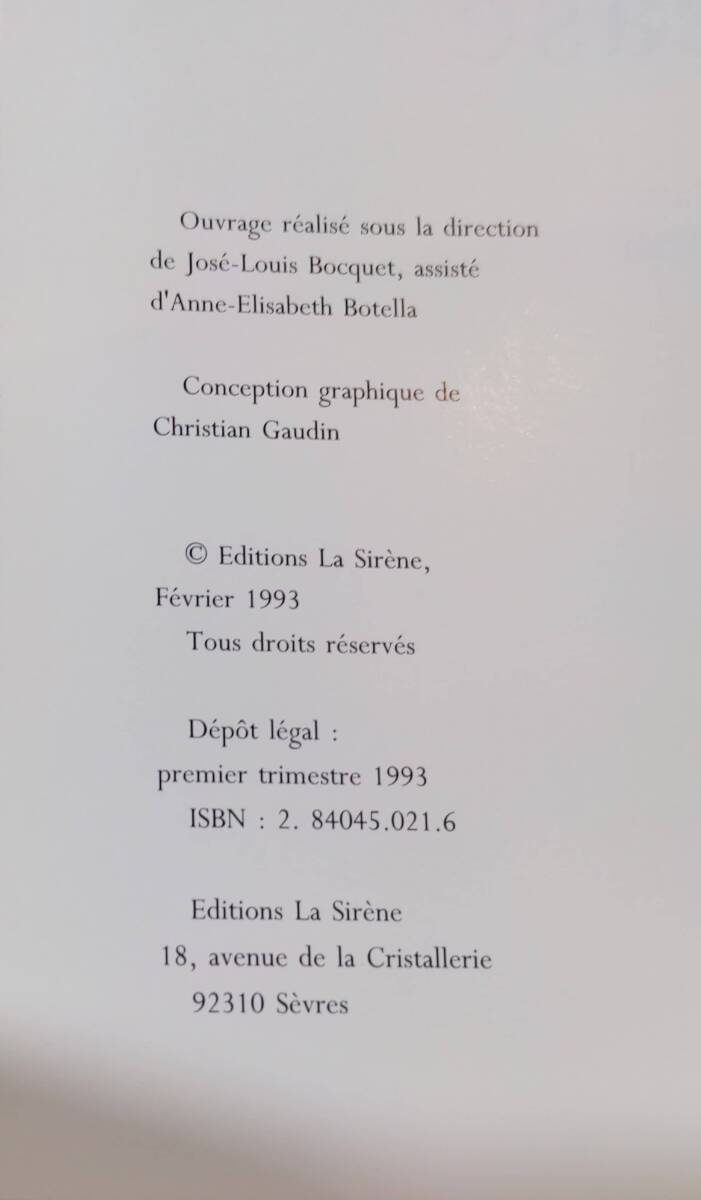 Ouvrage réalisé sous la direction
de José-Louis Bocquet, assisté
d'Anne-Elisabeth Botella
Conception graphique de
Christian Gaudin
© Editions La Sirène,
Février 1993
Tous droits réservés
Dépôt légal :
premier trimestre 1993
ISBN : 2. 84045.021.6
Editions La Sirène
18, avenue de la Cristallerie
92310 Sèvres